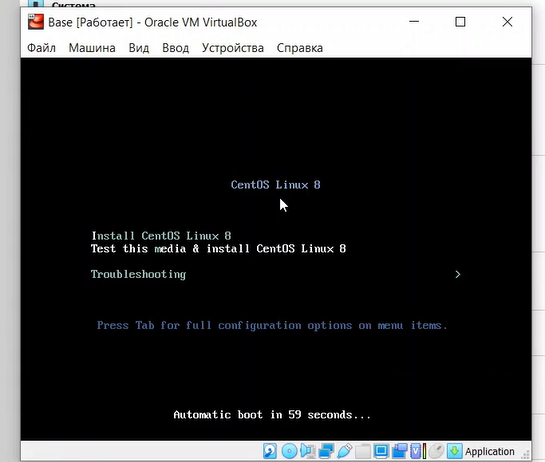 Система
Base [Работает] - Oracle VM VirtualBox
Файл Машина Вид Ввод Устройства Справка
CentOS Linux 8
Install CentOS Linux 8
Test this media & install CentOS Linux 8
Troubleshooting >
Press Tab for full configuration options on menu items.
Automatic boot in 59 seconds...
Application